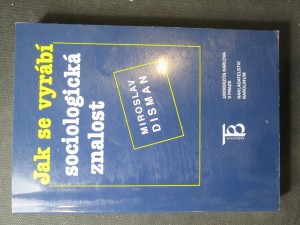 Jak se vyrábí
sociologická
znalost
MIROSLAV
DISMAN
UNIVERZITA KARLOVA
V PRAZE
NAKLADATELSTVÍ
KAROLINUM